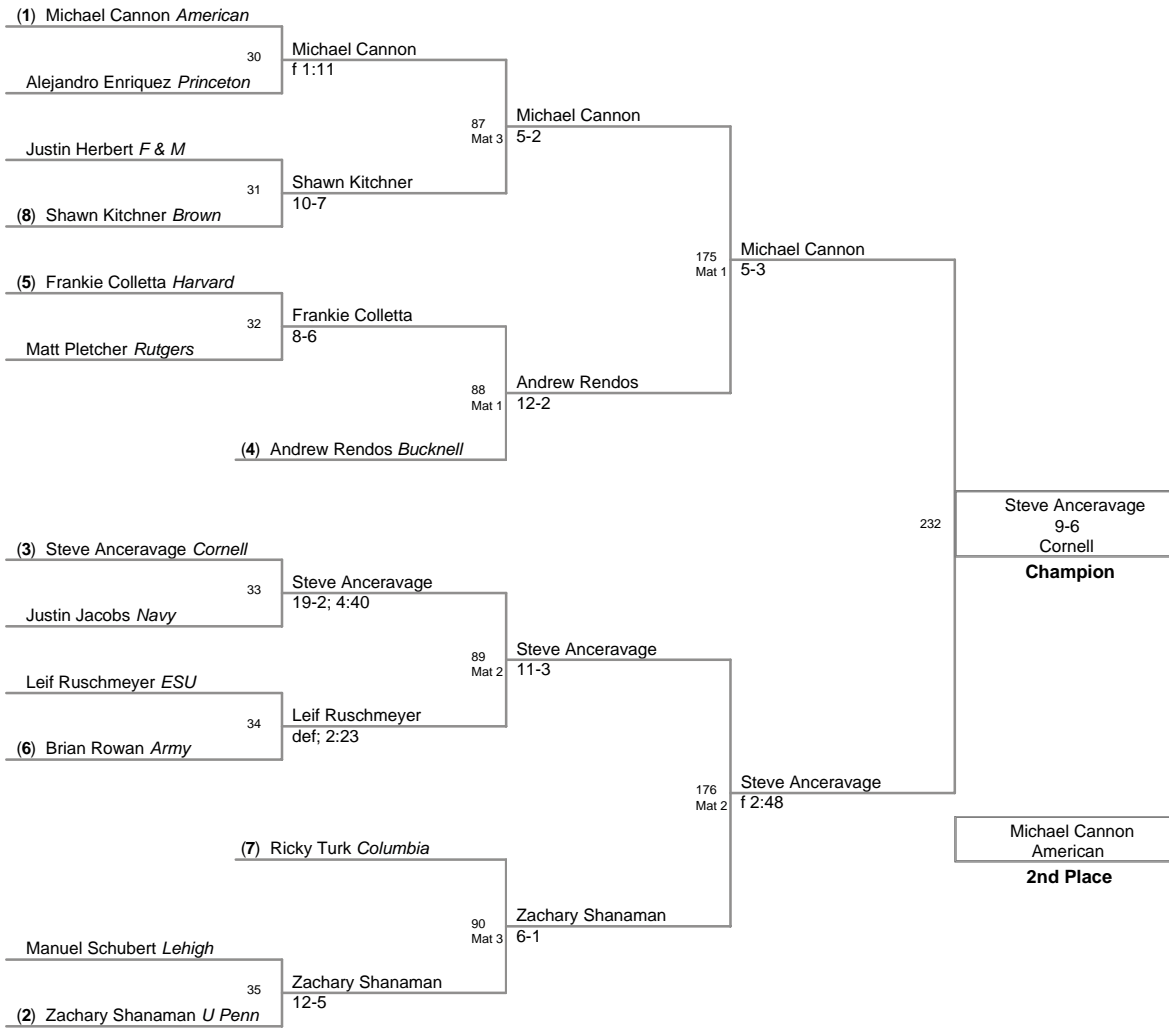 (1) Michael Cannon American
30
Michael Cannon
f 1:11
Alejandro Enriquez Princeton
87
Mat 3
Michael Cannon
5-2
Justin Herbert F & M
31
Shawn Kitchner
10-7
(8) Shawn Kitchner Brown
175
Mat 1
Michael Cannon
5-3
(5) Frankie Colletta Harvard
32
Frankie Colletta
8-6
Matt Pletcher Rutgers
88
Mat 1
Andrew Rendos
12-2
(4) Andrew Rendos Bucknell
232
Steve Anceravage
9-6
Cornell
Champion
(3) Steve Anceravage Cornell
33
Steve Anceravage
19-2; 4:40
Justin Jacobs Navy
89
Mat 2
Steve Anceravage
11-3
Leif Ruschmeyer ESU
34
Leif Ruschmeyer
def; 2:23
(6) Brian Rowan Army
176
Mat 2
Steve Anceravage
f 2:48
Michael Cannon
American
2nd Place
(7) Ricky Turk Columbia
90
Mat 3
Zachary Shanaman
6-1
Manuel Schubert Lehigh
35
Zachary Shanaman
12-5
(2) Zachary Shanaman U Penn